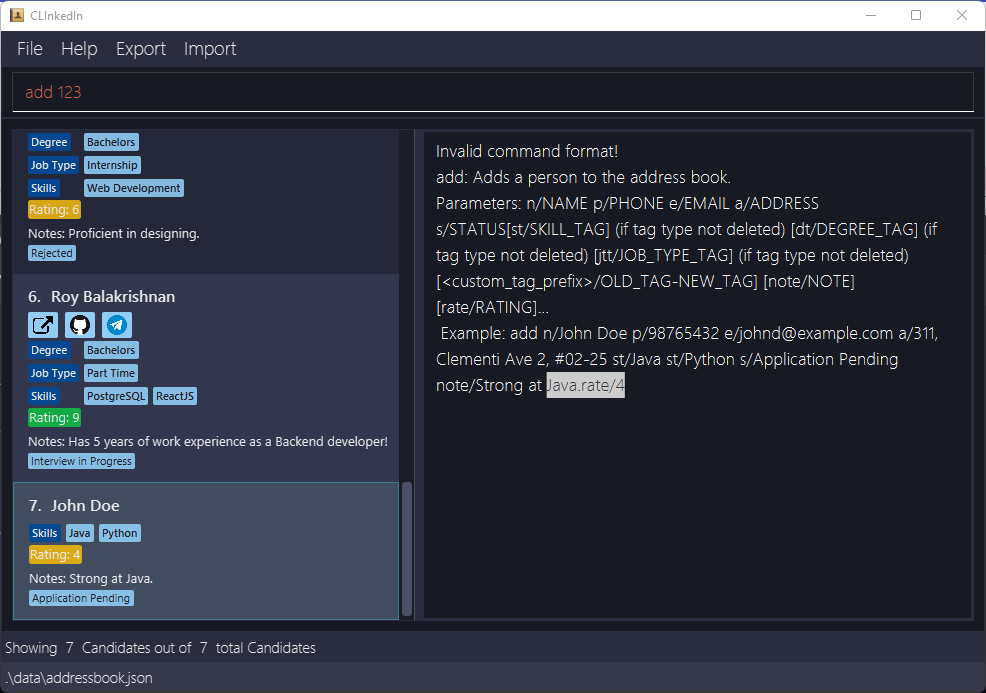 CLInkedIn
File Help Export Import
add 123
Degree Bachelors
Job Type Internship
Skills Web Development
Rating: 6
Notes: Proficient in designing.
Rejected
6. Roy Balakrishnan
Degree Bachelors
Job Type Part Time
Skills PostgreSQL ReactJS
Rating: 9
Notes: Has 5 years of work experience as a Backend developer!
Interview in Progress
7. John Doe
Skills Java Python
Rating: 4
Notes: Strong at Java.
Application Pending
Invalid command format!
add: Adds a person to the address book.
Parameters: n/NAME p/PHONE e/EMAIL a/ADDRESS
s/STATUS[st/SKILL_TAG] (if tag type not deleted) [dt/DEGREE_TAG] (if
tag type not deleted) [jtt/JOB_TYPE_TAG] (if tag type not deleted)
[<custom_tag_prefix>/OLD_TAG-NEW_TAG] [note/NOTE]
[rate/RATING]...
Example: add n/John Doe p/98765432 e/johnd@example.com a/311,
Clementi Ave 2, #02-25 st/Java st/Python s/Application Pending
note/Strong at Java.rate/4
Showing 7 Candidates out of 7 total Candidates
.\data\addressbook.json